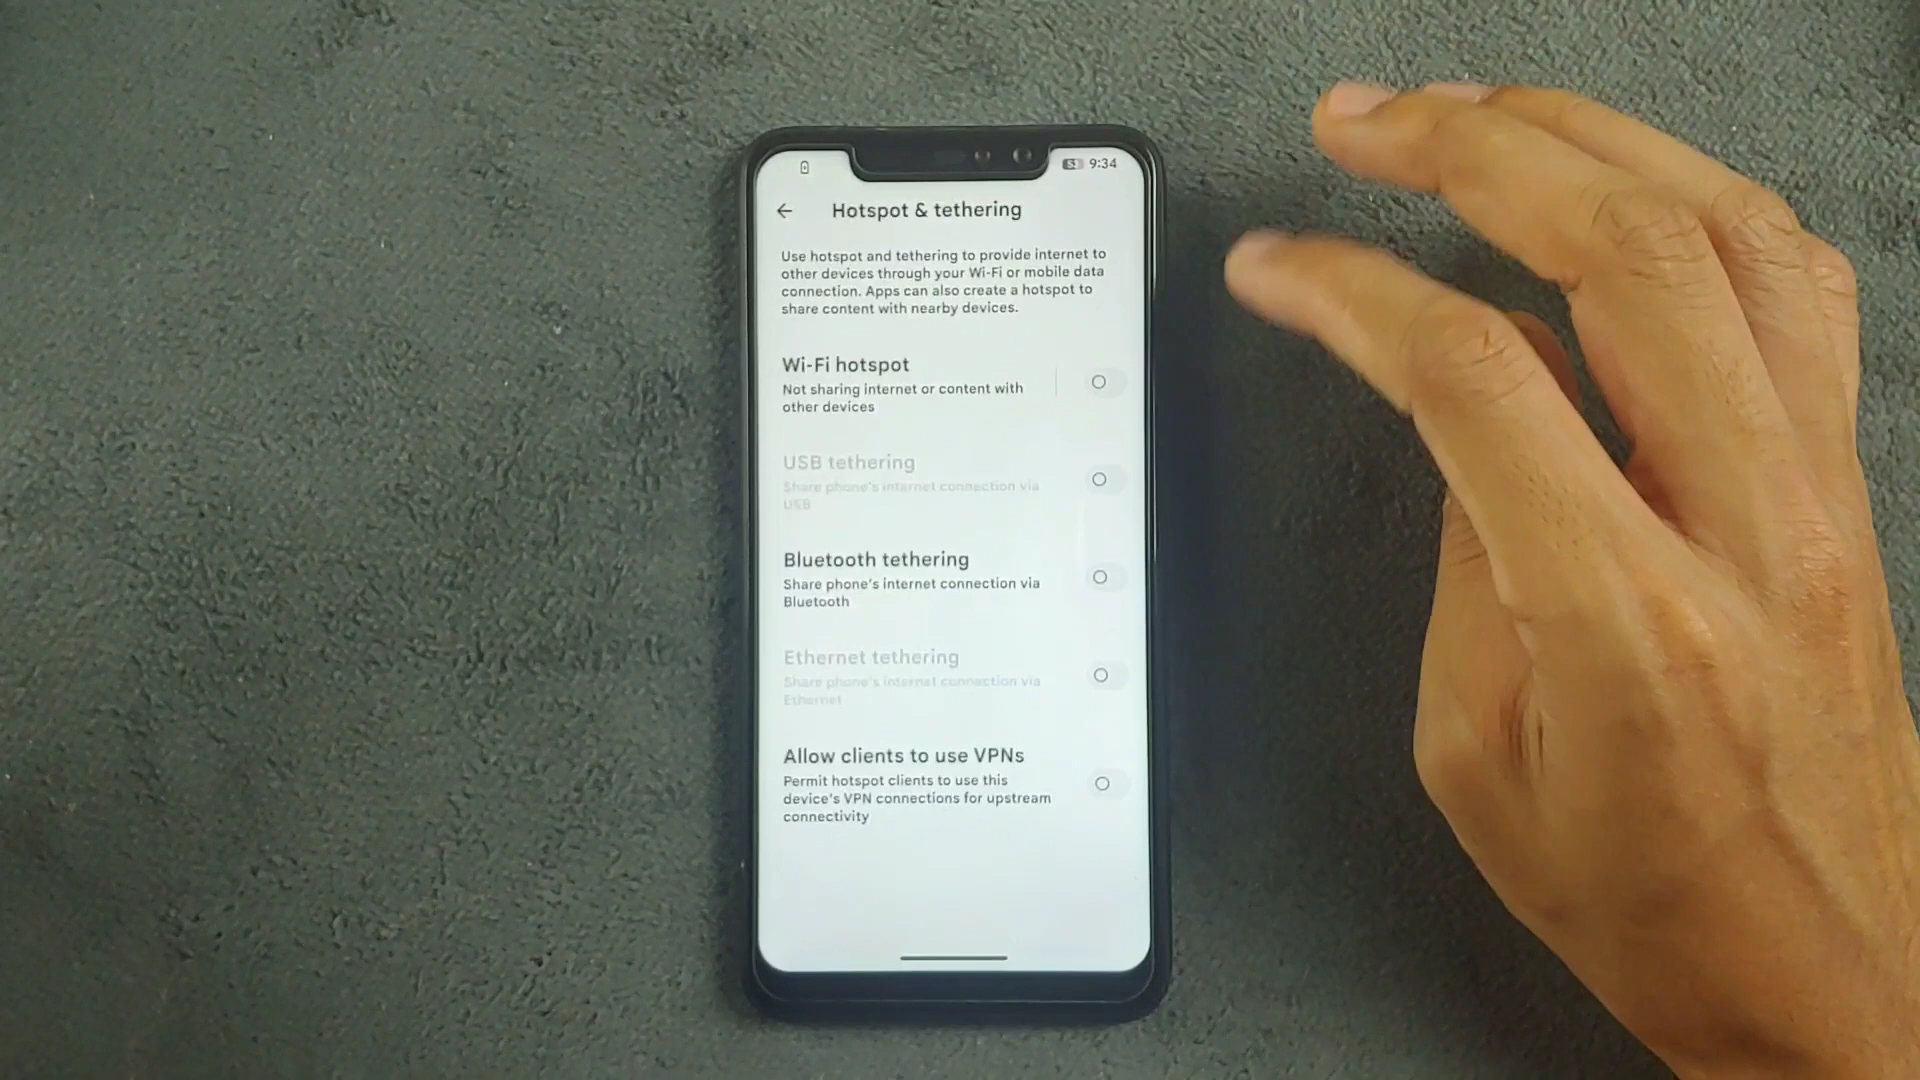 53 9:34
Hotspot & tethering
Use hotspot and tethering to provide internet to
other devices through your Wi-Fi or mobile data
connection. Apps can also create a hotspot to
share content with nearby devices.
Wi-Fi hotspot
Not sharing internet or content with
other devices
USB tethering
Share phone's internet connection via
USB
Bluetooth tethering
Share phone's internet connection via
Bluetooth
Ethernet tethering
Share phone's internet connection via
Ethernet
Allow clients to use VPNs
Permit hotspot clients to use this
device's VPN connections for upstream
connectivity